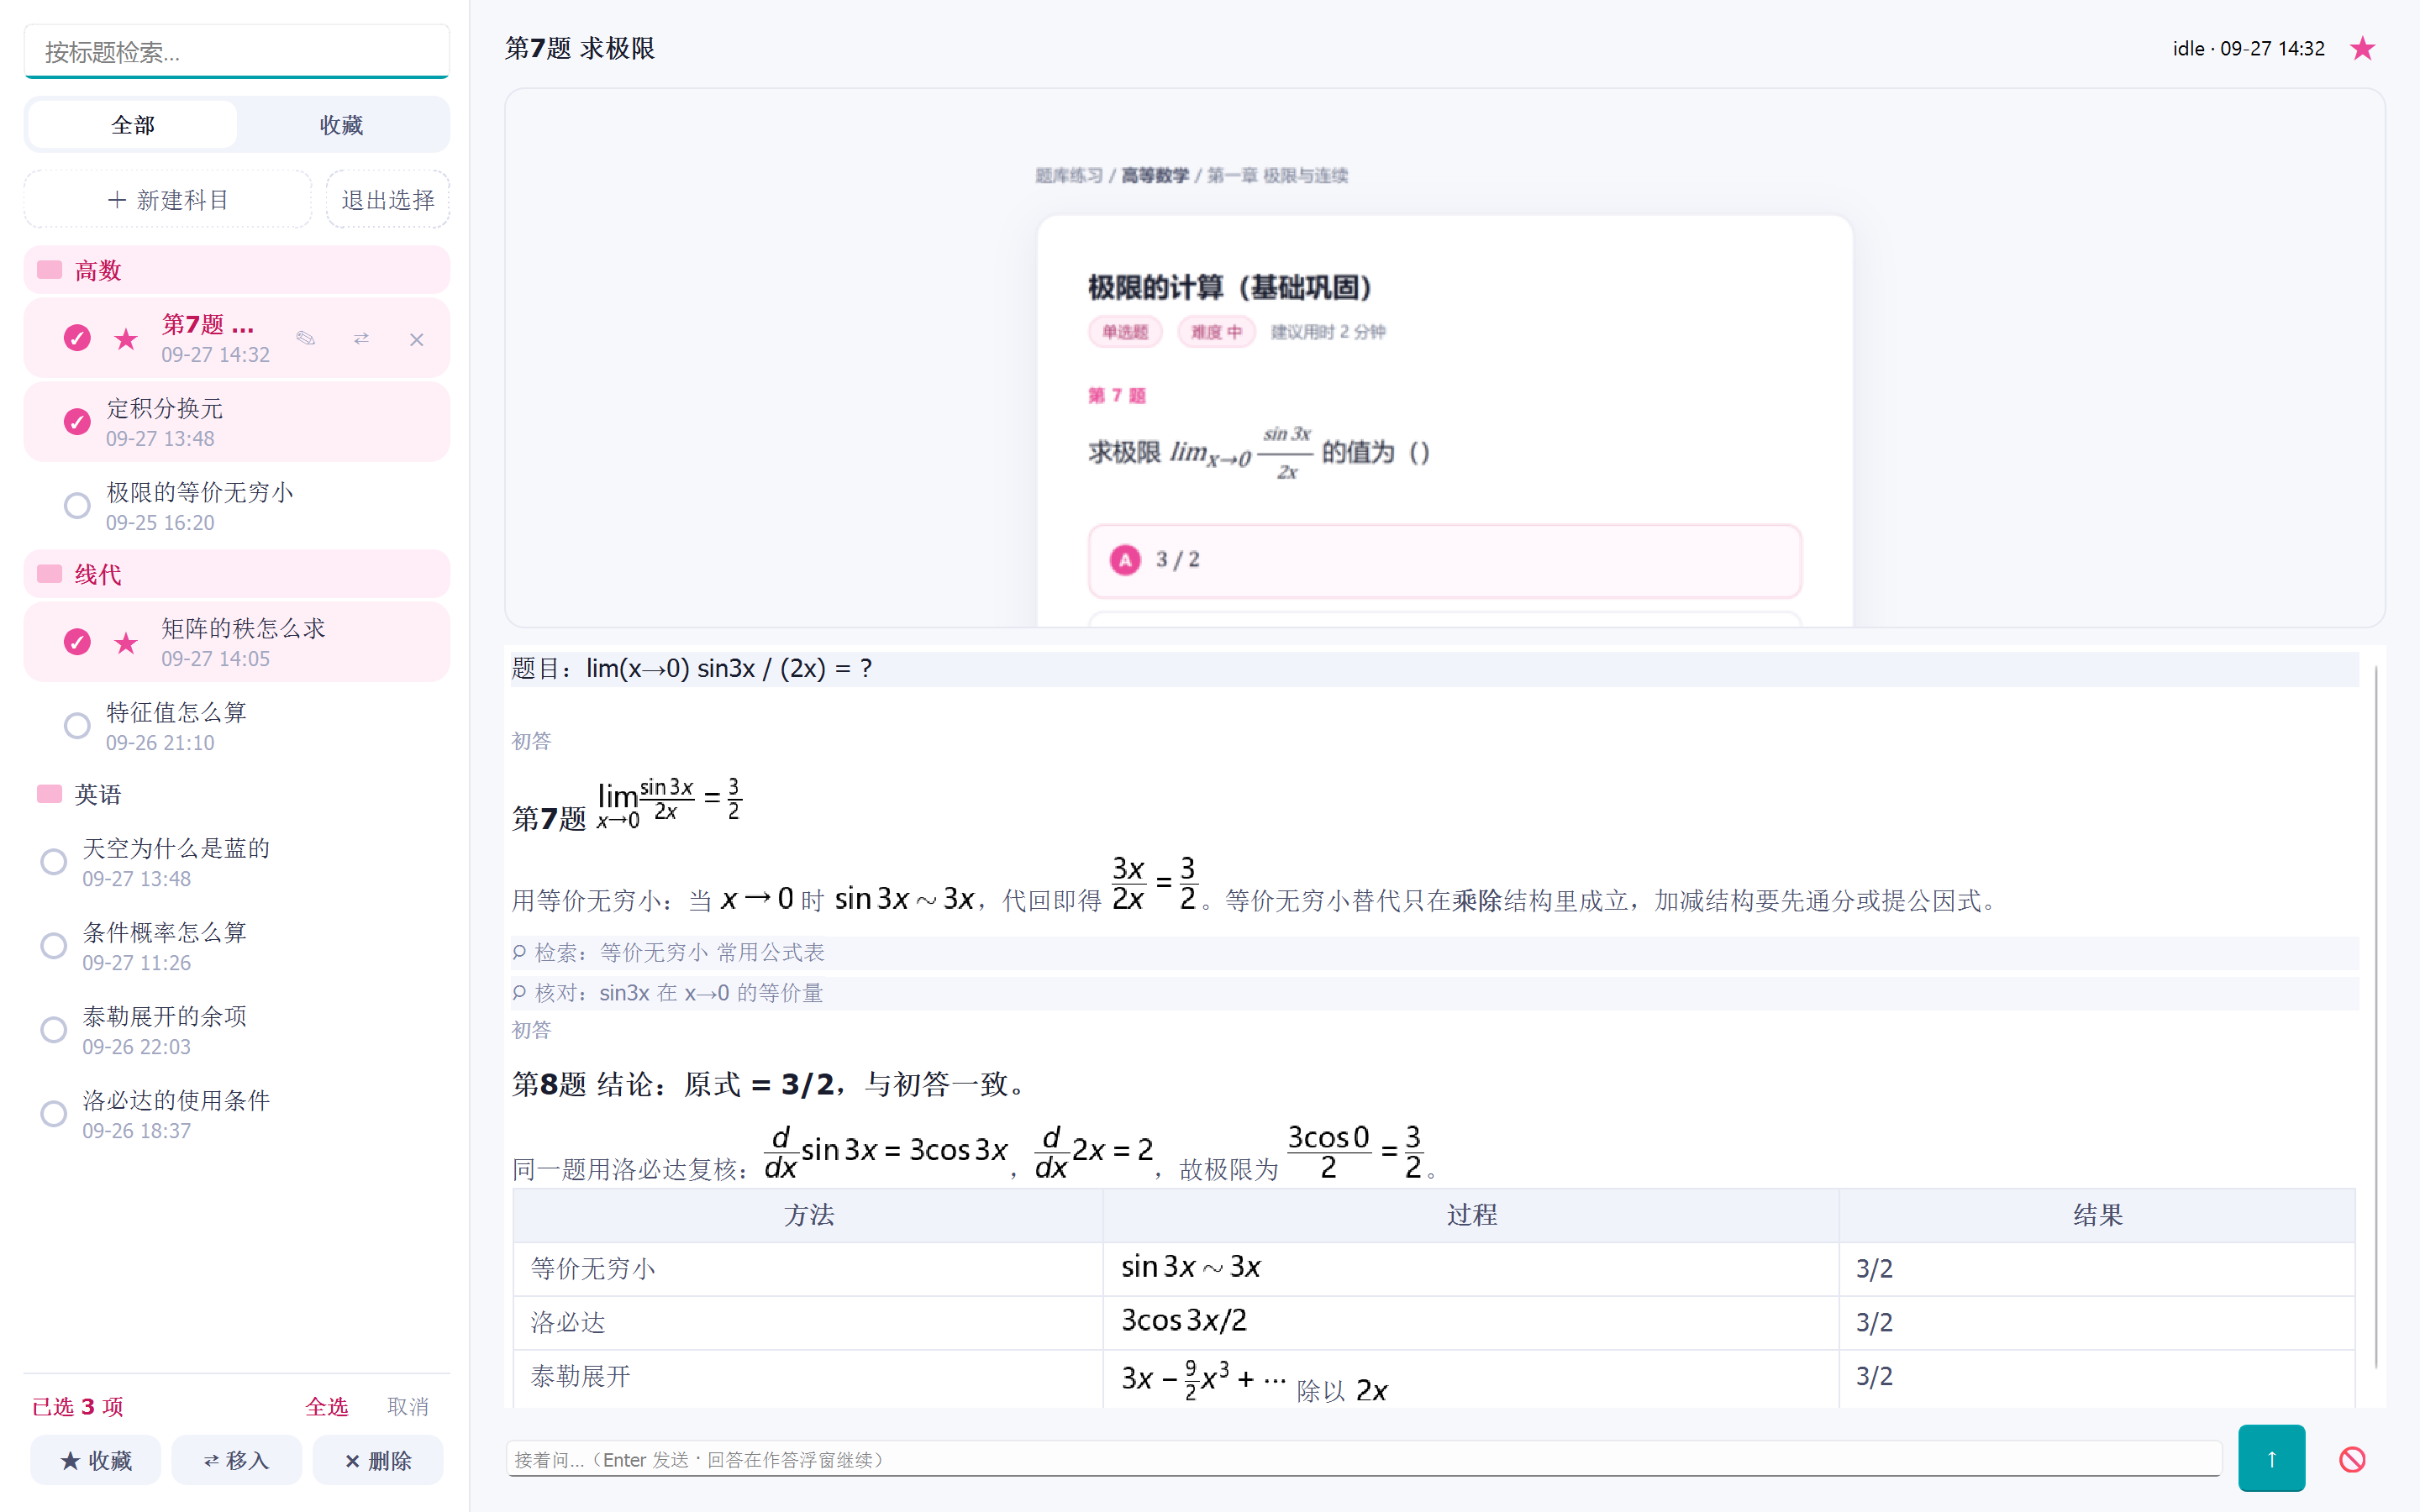 按标题检索...
全部 收藏
+ 新建科目 退出选择
高数
第7题 ...
09-27 14:32
定积分换元
09-27 13:48
极限的等价无穷小
09-25 16:20
线代
矩阵的秩怎么求
09-27 14:05
特征值怎么算
09-26 21:10
英语
天空为什么是蓝的
09-27 13:48
条件概率怎么算
09-27 11:26
泰勒展开的余项
09-26 22:03
洛必达的使用条件
09-26 18:37
已选 3 项 全选 取消
★ 收藏 ⇄ 移入 × 删除
第7题 求极限
idle · 09-27 14:32 ★
题库练习 / 高等数学 / 第一章 极限与连续
极限的计算（基础巩固）
单选题 难度 中 建议用时 2 分钟
第 7 题
求极限 lim x→0 sin 3x / 2x 的值为（）
A 3 / 2
题目：lim(x→0) sin3x / (2x) = ?
初答
第7题 lim x→0 sin 3x / 2x = 3/2
用等价无穷小：当 x → 0 时 sin 3x ~ 3x，代回即得 3x/2x = 3/2。等价无穷小替代只在乘除结构里成立，加减结构要先通分或提公因式。
检索：等价无穷小 常用公式表
核对：sin3x 在 x→0 的等价量
初答
第8题 结论：原式 = 3/2，与初答一致。
同一题用洛必达复核：d/dx sin 3x = 3cos 3x，d/dx 2x = 2，故极限为 3cos 0 / 2 = 3/2。
方法 过程 结果
等价无穷小 sin 3x ~ 3x 3/2
洛必达 3cos 3x/2 3/2
泰勒展开 3x − 9/2 x³ + ⋯ 除以 2x 3/2
接着问...（Enter 发送 · 回答在作答浮窗继续） ↑